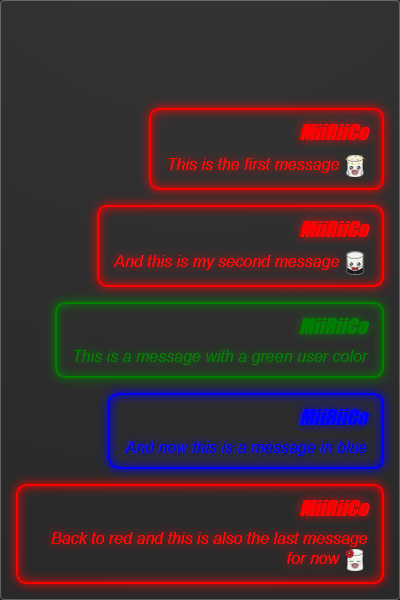 MiiRiiCo
This is the first message
MiiRiiCo
And this is my second message
MiiRiiCo
This is a message with a green user color
MiiRiiCo
And now this is a message in blue
MiiRiiCo
Back to red and this is also the last message
for now